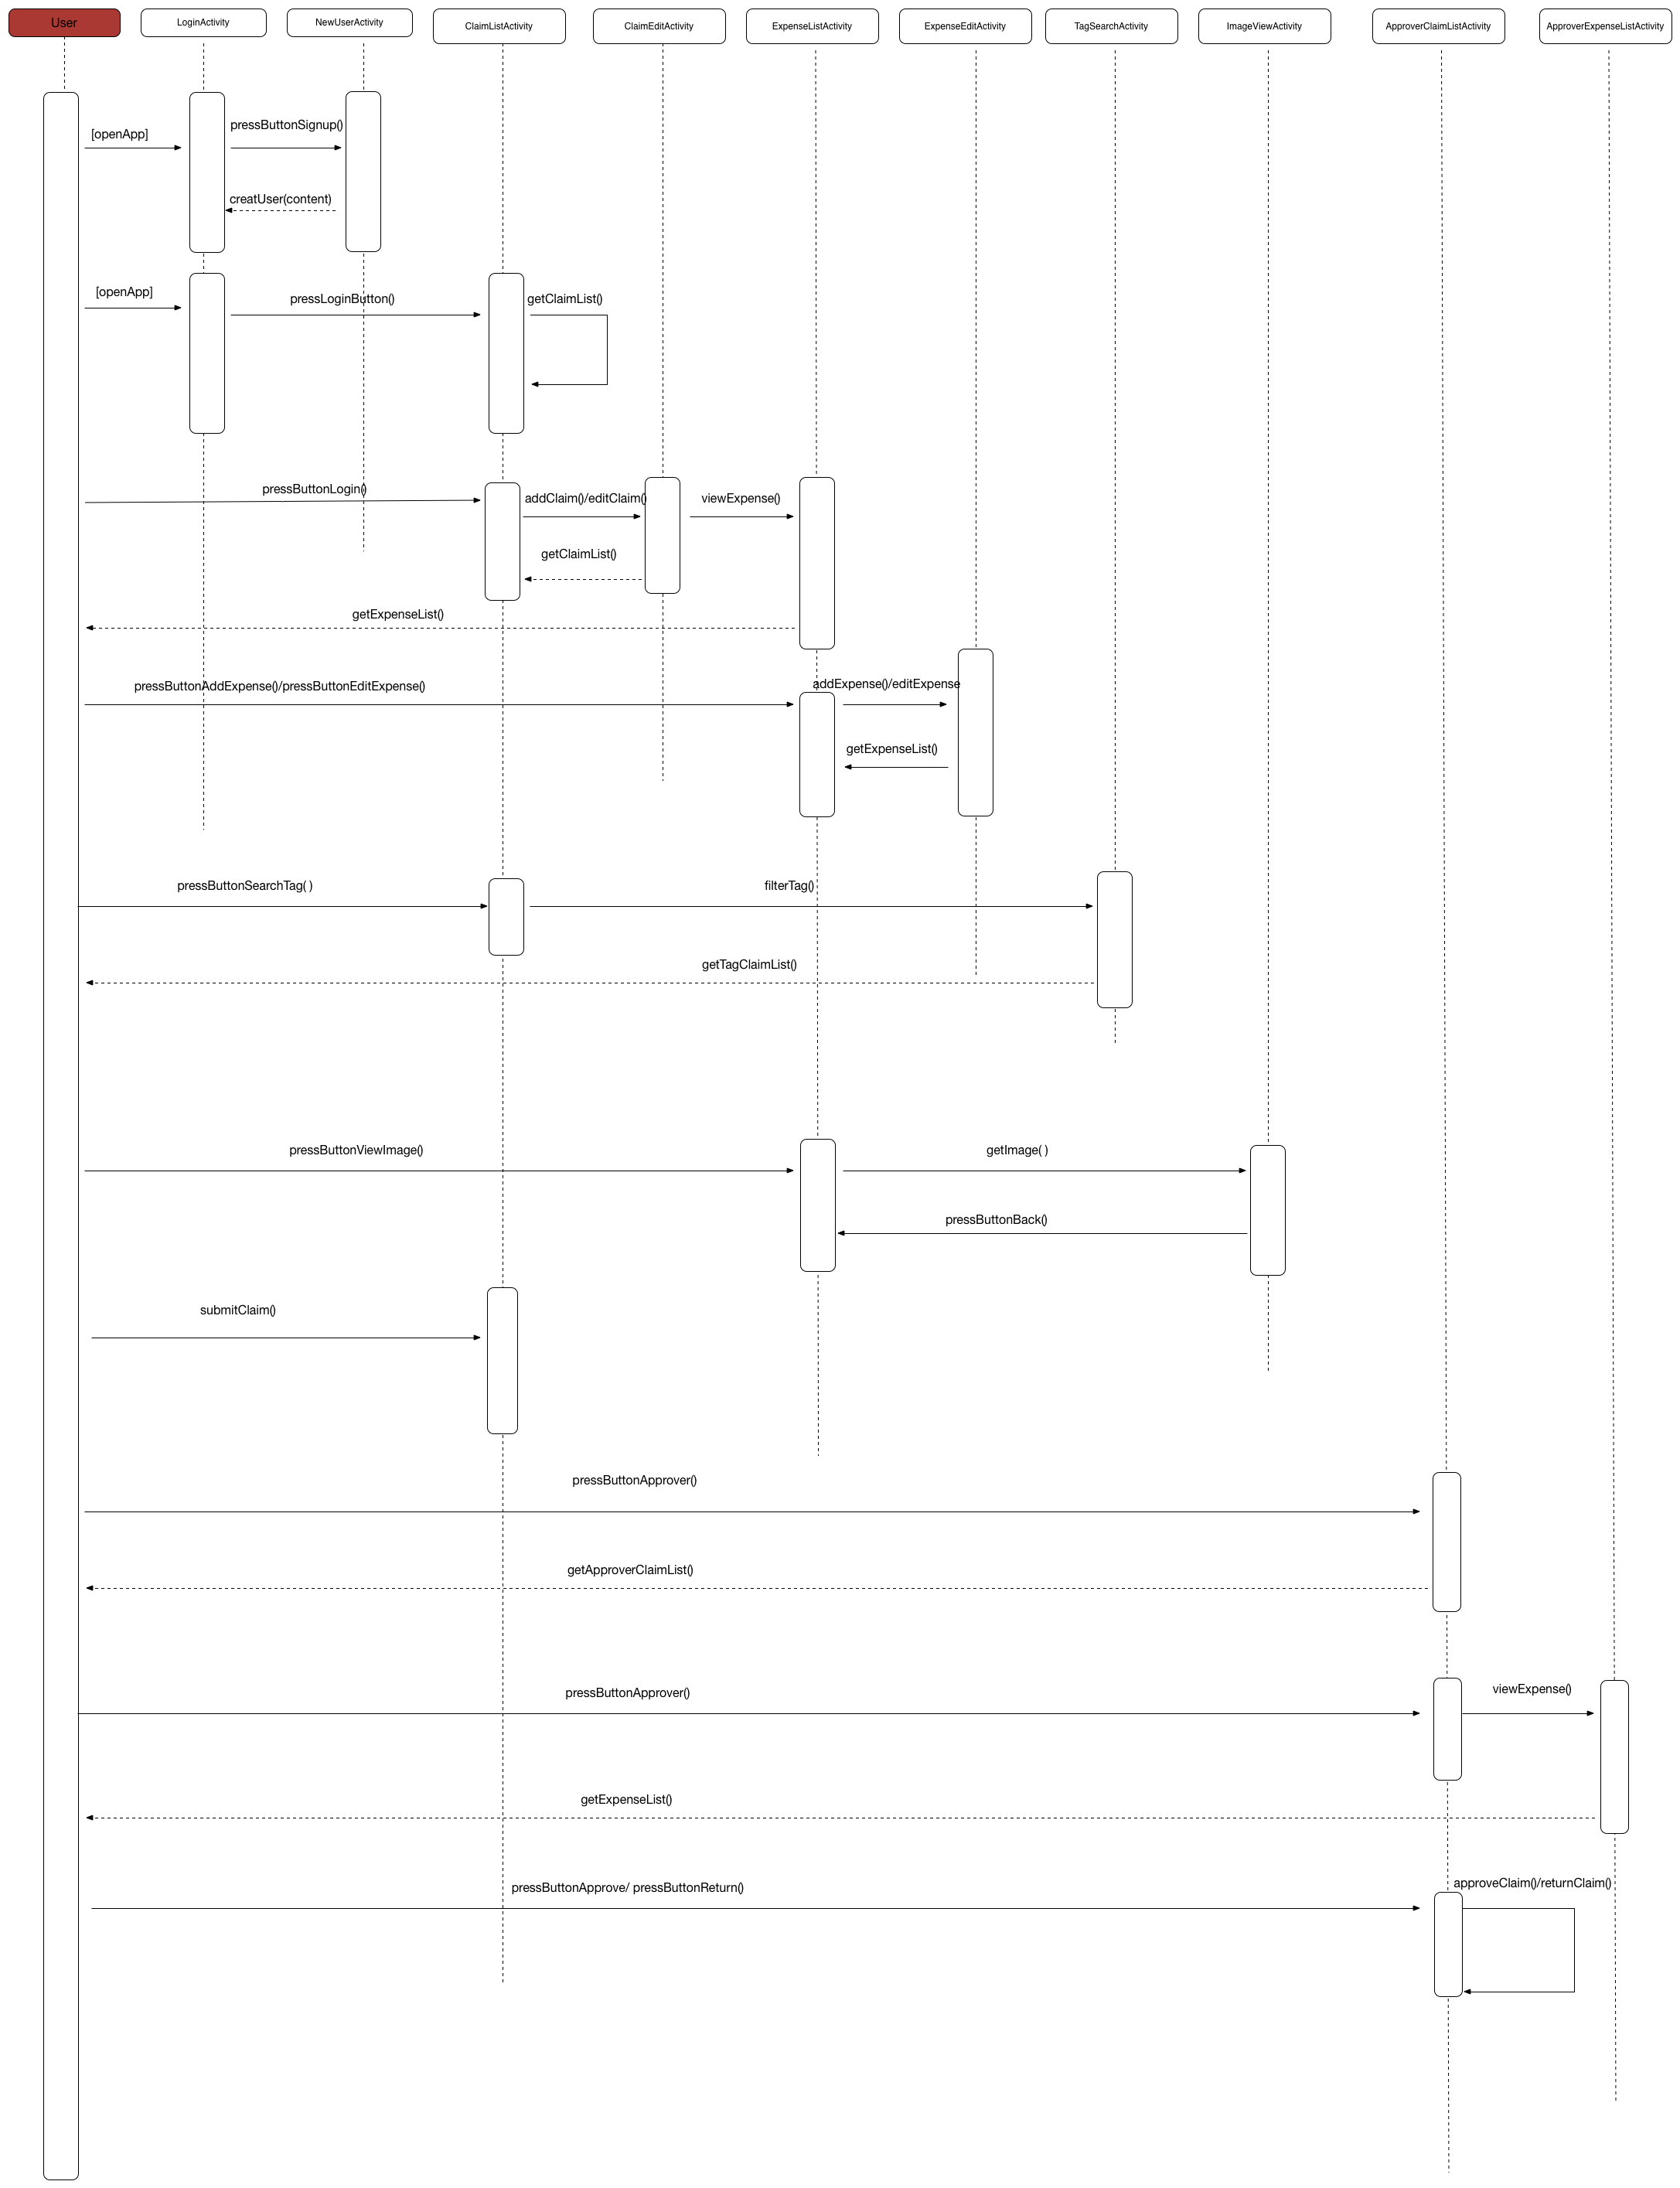 User
LoginActivity
NewUserActivity
ClaimListActivity
ClaimEditActivity
ExpenseListActivity
ExpenseEditActivity
TagSearchActivity
ImageViewActivity
ApproverClaimListActivity
ApproverExpenseListActivity
[openApp]
pressButtonSignup()
creatUser(content)
[openApp]
pressLoginButton()
getClaimList()
pressButtonLogin()
addClaim()/editClaim()
viewExpense()
getClaimList()
getExpenseList()
pressButtonAddExpense()/pressButtonEditExpense()
addExpense()/editExpense
getExpenseList()
pressButtonSearchTag( )
filterTag()
getTagClaimList()
pressButtonViewImage()
getImage( )
pressButtonBack()
submitClaim()
pressButtonApprover()
getApproverClaimList()
pressButtonApprover()
viewExpense()
getExpenseList()
pressButtonApprove/ pressButtonReturn()
approveClaim()/returnClaim()